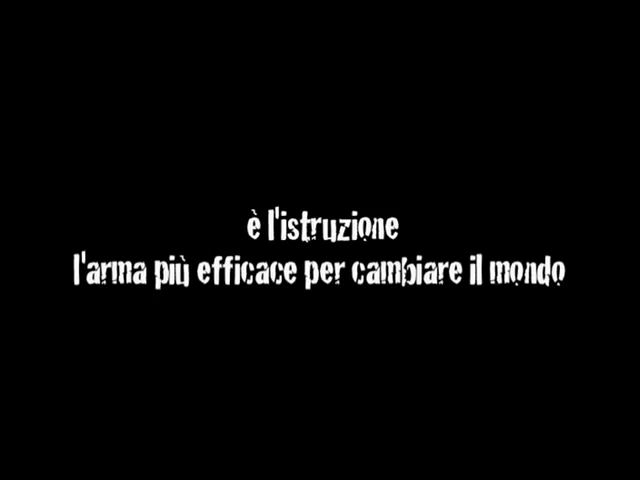 è l'istruzione
l'arma più efficace per cambiare il mondo